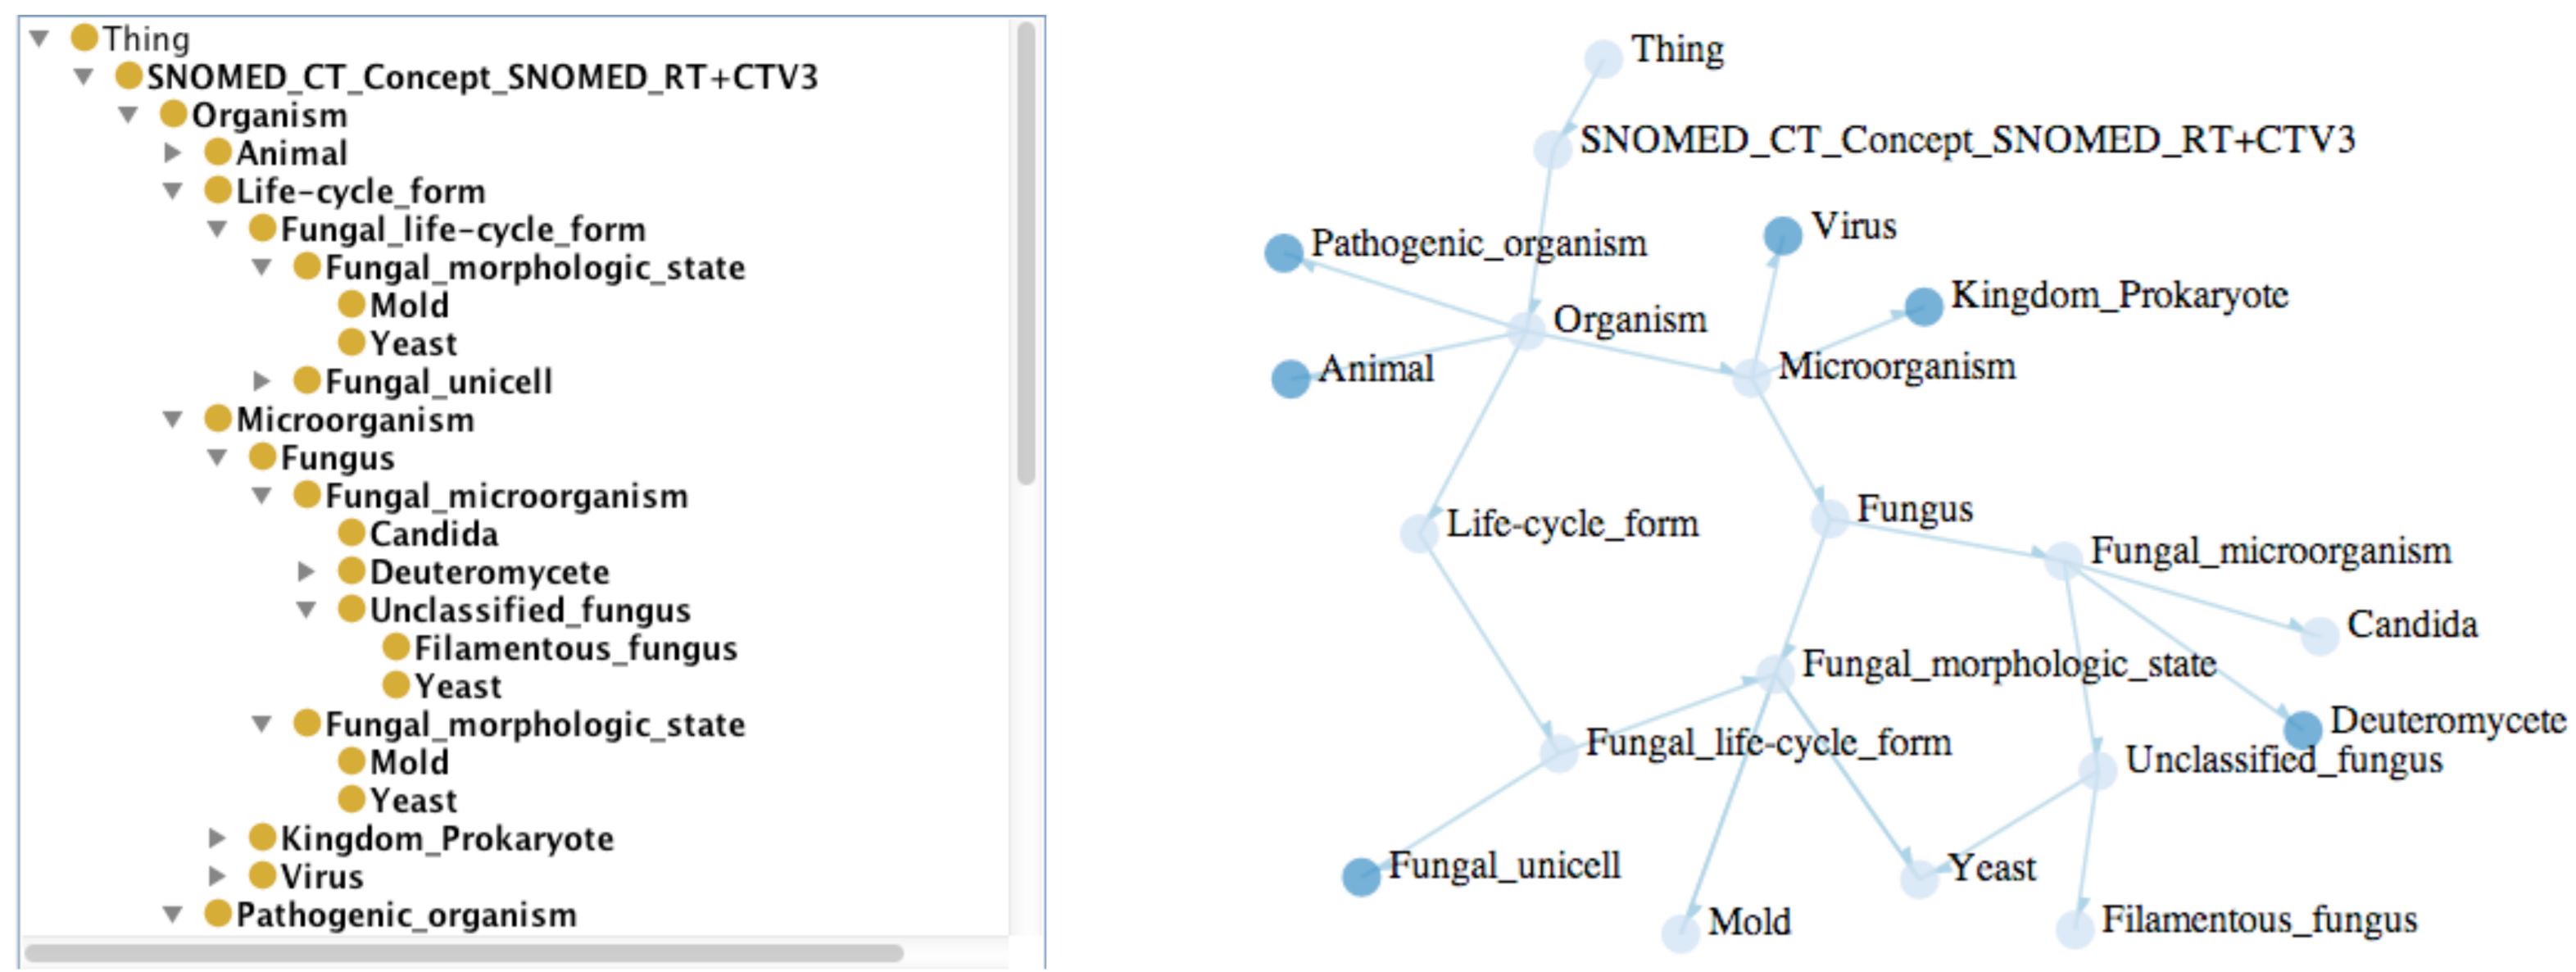 Thing
SNOMED_CT_Concept_SNOMED_RT+CTV3
Organism
Animal
Life-cycle_form
Fungal_life-cycle_form
Fungal_morphologic_state
Mold
Yeast
Fungal_unicell
Microorganism
Fungus
Fungal_microorganism
Candida
Deuteromycete
Unclassified_fungus
Filamentous_fungus
Yeast
Fungal_morphologic_state
Mold
Yeast
Kingdom_Prokaryote
Virus
Pathogenic_organism
Thing
SNOMED_CT_Concept_SNOMED_RT+CTV3
Virus
Pathogenic_organism
Kingdom_Prokaryote
Organism
Microorganism
Animal
Fungus
Life-cycle_form
Fungal_microorganism
Candida
Fungal_morphologic_state
Deuteromycete
Fungal_life-cycle_form
Unclassified_fungus
Fungal_unicell
Yeast
Mold
Filamentous_fungus